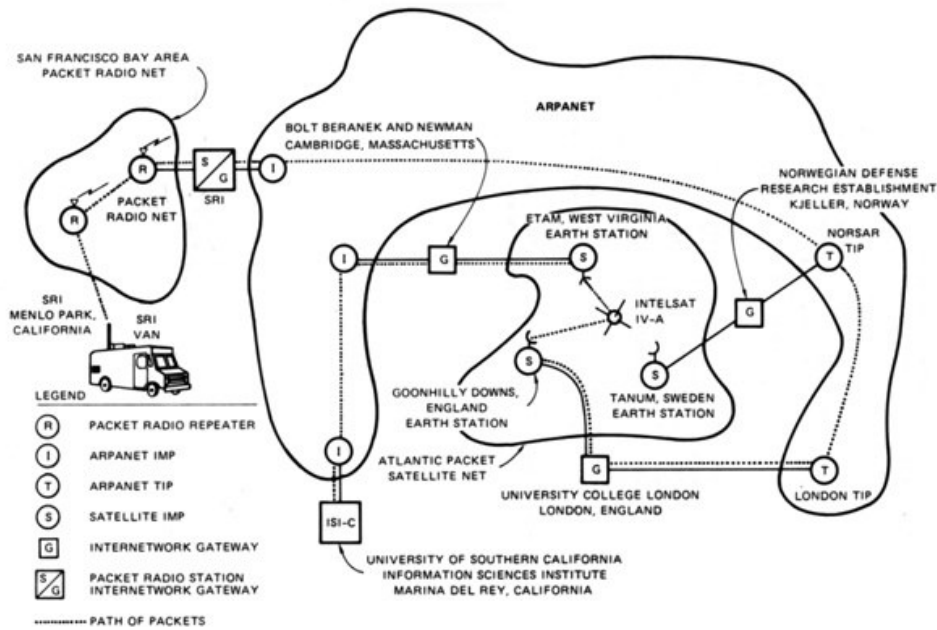 SAN FRANCISCO BAY AREA
PACKET RADIO NET
ARPANET
BOLT BERANEK AND NEWMAN
CAMBRIDGE, MASSACHUSETTS
NORWEGIAN DEFENSE
RESEARCH ESTABLISHMENT
KJELLER, NORWAY
R
S
G
I
SRI
PACKET
RADIO NET
R
ETAM, WEST VIRGINIA
EARTH STATION
NORSAR
TIP
I
G
S
T
SRI
MENLO PARK,
CALIFORNIA
SRI
VAN
INTELSAT
IV-A
G
S
S
GOONHILLY DOWNS,
ENGLAND
EARTH STATION
TANUM, SWEDEN
EARTH STATION
LEGEND
R PACKET RADIO REPEATER
I ARPANET IMP
T ARPANET TIP
S SATELLITE IMP
G INTERNETWORK GATEWAY
S
G
PACKET RADIO STATION
INTERNETWORK GATEWAY
PATH OF PACKETS
I
ATLANTIC PACKET
SATELLITE NET
G
T
UNIVERSITY COLLEGE LONDON
LONDON, ENGLAND
LONDON TIP
ISI-C
UNIVERSITY OF SOUTHERN CALIFORNIA
INFORMATION SCIENCES INSTITUTE
MARINA DEL REY, CALIFORNIA